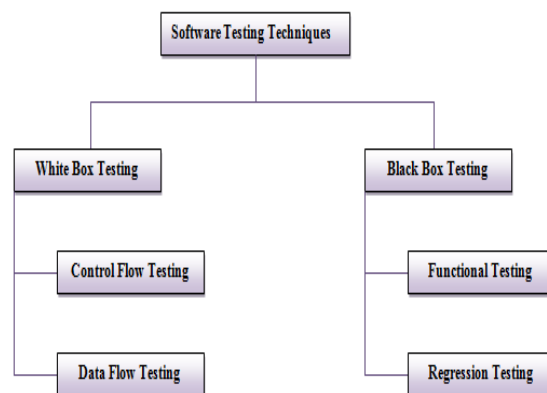 Software Testing Techniques
White Box Testing
Black Box Testing
Control Flow Testing
Functional Testing
Data Flow Testing
Regression Testing